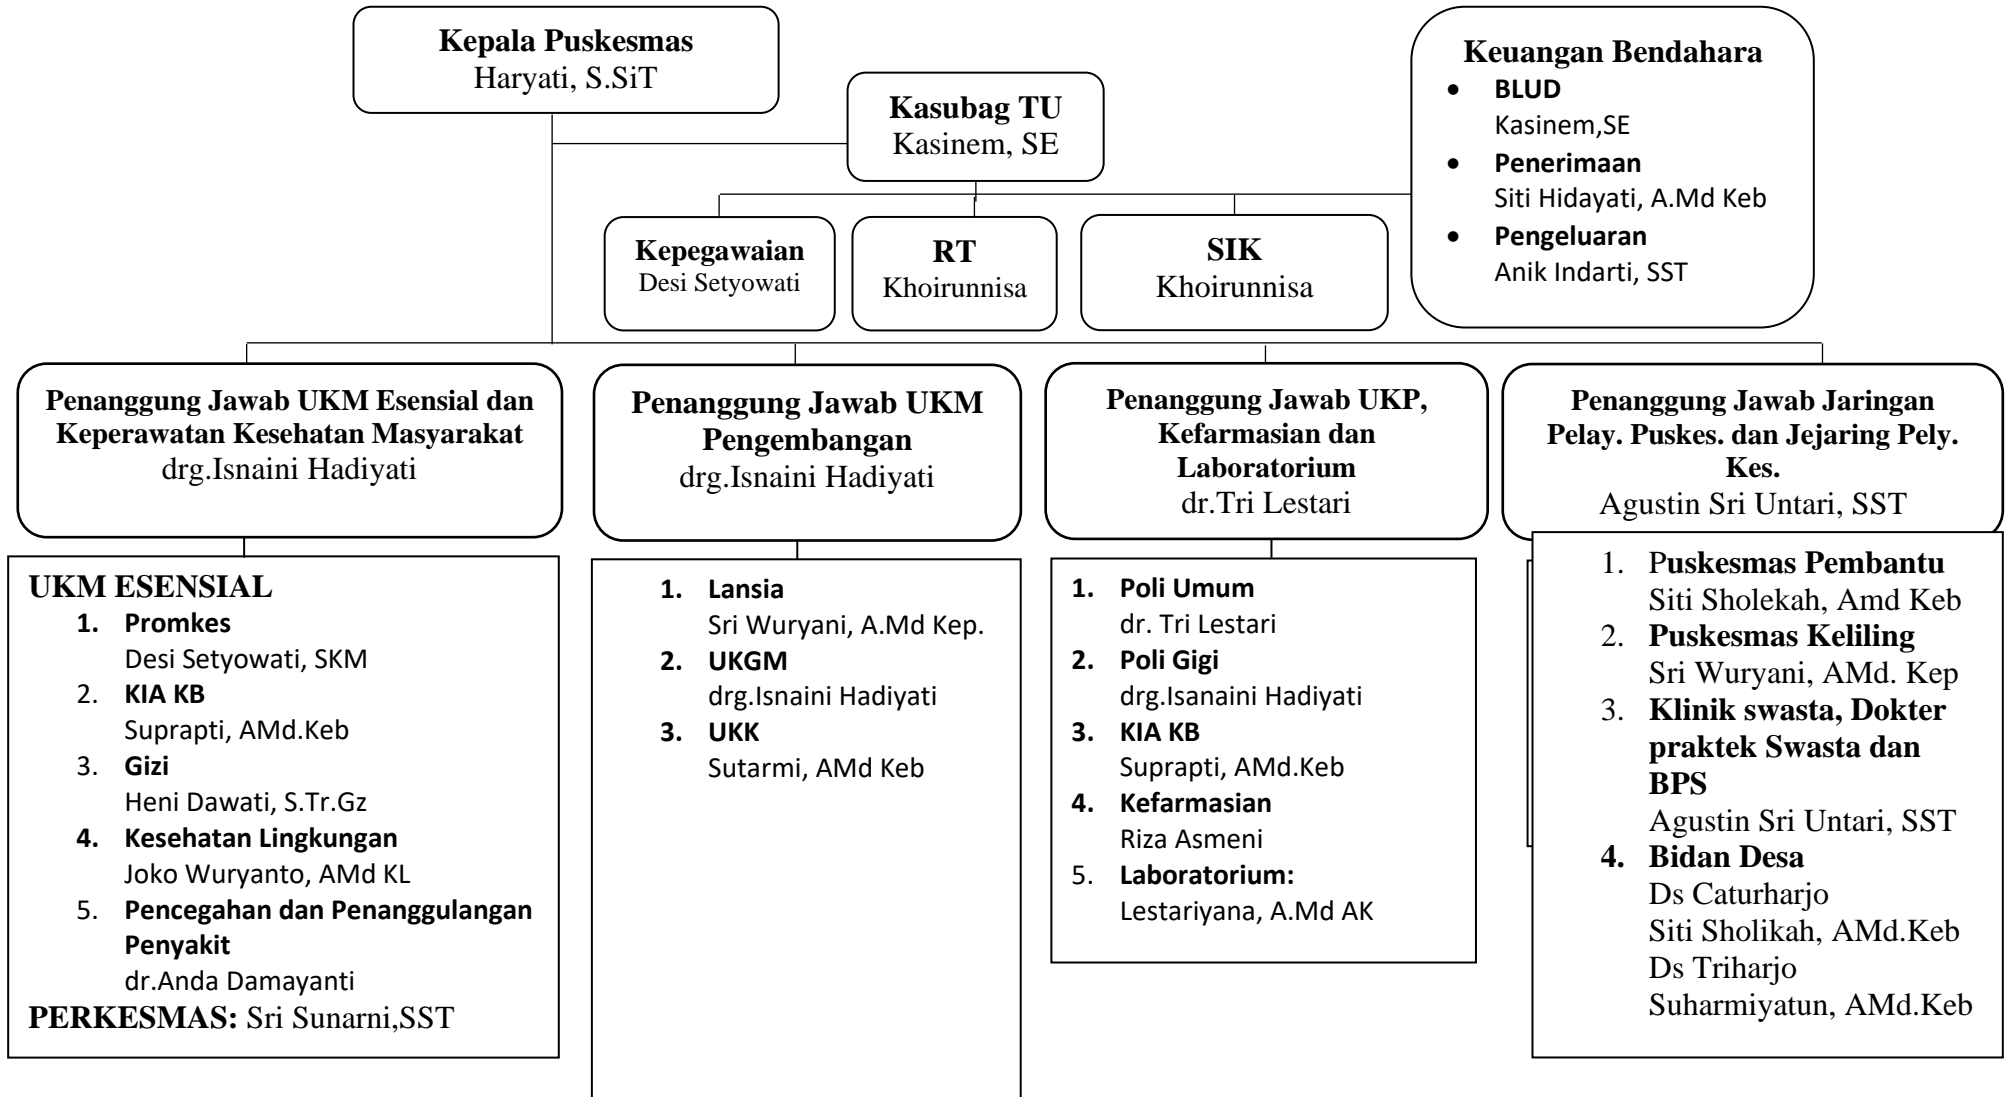 Kepala Puskesmas
Haryati, S.SiT
Kasubag TU
Kasinem, SE
Keuangan Bendahara
• BLUD
Kasinem,SE
• Penerimaan
Siti Hidayati, A.Md Keb
• Pengeluaran
Anik Indarti, SST
Kepegawaian
Desi Setyowati
RT
Khoirunnisa
SIK
Khoirunnisa
Penanggung Jawab UKM Esensial dan
Keperawatan Kesehatan Masyarakat
drg.Isnaini Hadiyati
Penanggung Jawab UKM
Pengembangan
drg.Isnaini Hadiyati
Penanggung Jawab UKP,
Kefarmasian dan
Laboratorium
dr.Tri Lestari
Penanggung Jawab Jaringan
Pelay. Puskes. dan Jejaring Pely.
Kes.
Agustin Sri Untari, SST
UKM ESENSIAL
1. Promkes
Desi Setyowati, SKM
2. KIA KB
Suprapti, AMd.Keb
3. Gizi
Heni Dawati, S.Tr.Gz
4. Kesehatan Lingkungan
Joko Wuryanto, AMd KL
5. Pencegahan dan Penanggulangan
Penyakit
dr.Anda Damayanti
PERKESMAS: Sri Sunarni,SST
1. Lansia
Sri Wuryani, A.Md Kep.
2. UKGM
drg.Isnaini Hadiyati
3. UKK
Sutarmi, AMd Keb
1. Poli Umum
dr. Tri Lestari
2. Poli Gigi
drg.Isanaini Hadiyati
3. KIA KB
Suprapti, AMd.Keb
4. Kefarmasian
Riza Asmeni
5. Laboratorium:
Lestariyana, A.Md AK
1. Puskesmas Pembantu
Siti Sholekah, Amd Keb
2. Puskesmas Keliling
Sri Wuryani, AMd. Kep
3. Klinik swasta, Dokter
praktek Swasta dan
BPS
Agustin Sri Untari, SST
4. Bidan Desa
Ds Caturharjo
Siti Sholikah, AMd.Keb
Ds Triharjo
Suharmiyatun, AMd.Keb